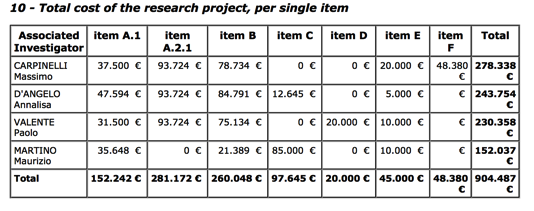 10 - Total cost of the research project, per single item
Associated Investigator item A.1 item A.2.1 item B item C item D item E item F Total
CARPINELLI Massimo 37.500 € 93.724 € 78.734 € 0 € 0 € 20.000 € 48.380 € 278.338 €
D'ANGELO Annalisa 47.594 € 93.724 € 84.791 € 12.645 € 0 € 5.000 € € 243.754 €
VALENTE Paolo 31.500 € 93.724 € 75.134 € 0 € 20.000 € 10.000 € € 230.358 €
MARTINO Maurizio 35.648 € 0 € 21.389 € 85.000 € 0 € 10.000 € € 152.037 €
Total 152.242 € 281.172 € 260.048 € 97.645 € 20.000 € 45.000 € 48.380 € 904.487 €